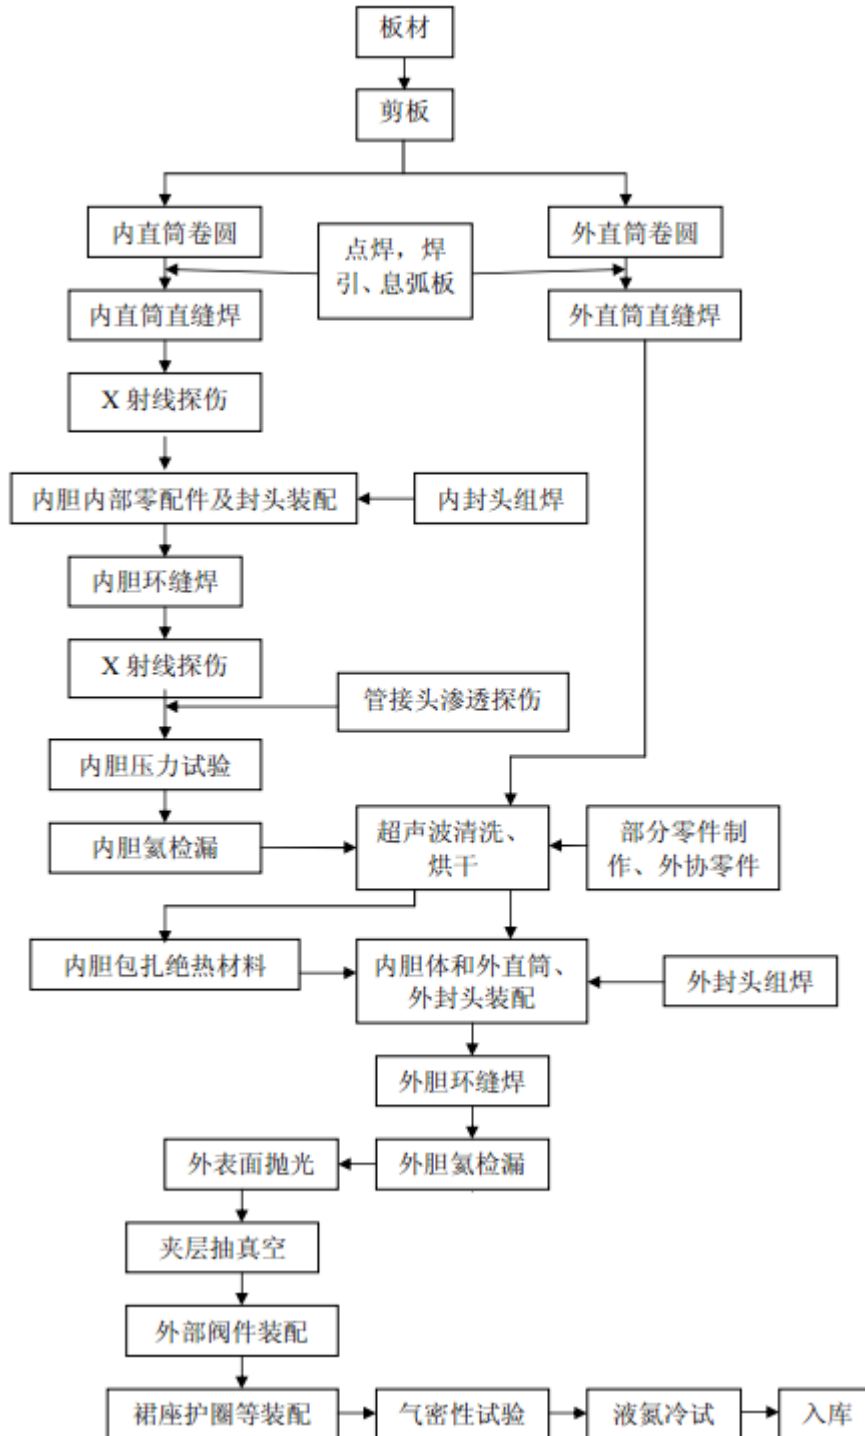 板材
剪板
内直筒卷圆
点焊，焊
引、息弧板
外直筒卷圆
内直筒直缝焊
外直筒直缝焊
X 射线探伤
内胆内部零配件及封头装配
内封头组焊
内胆环缝焊
X 射线探伤
管接头渗透探伤
内胆压力试验
内胆氦检漏
超声波清洗、
烘干
部分零件制
作、外协零件
内胆包扎绝热材料
内胆体和外直筒、
外封头装配
外封头组焊
外胆环缝焊
外表面抛光
外胆氦检漏
夹层抽真空
外部阀件装配
裙座护圈等装配
气密性试验
液氮冷试
入库